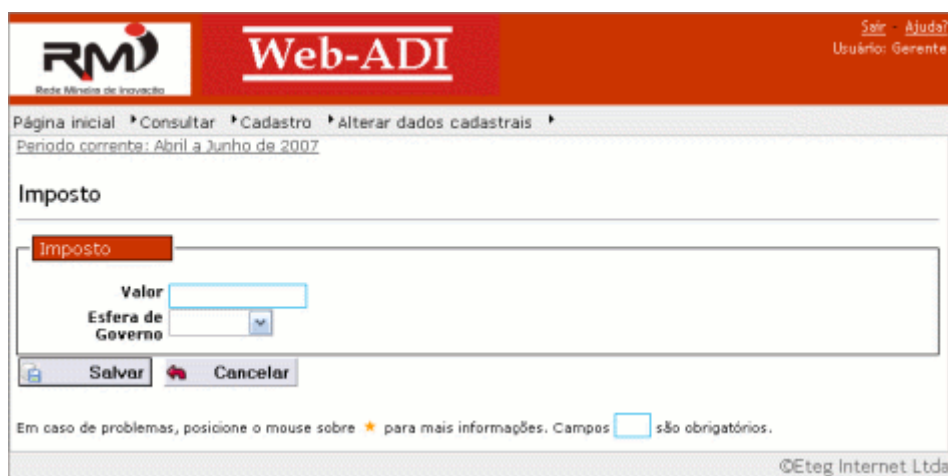 RMI
Rede Mineira de Inovação
Web-ADI
Sair - Ajuda?
Usuário: Gerente
Página inicial Consultar Cadastro Alterar dados cadastrais
Periodo corrente: Abril a Junho de 2007
Imposto
Imposto
Valor
Esfera de
Governo
Salvar Cancelar
Em caso de problemas, posicione o mouse sobre ★ para mais informações. Campos são obrigatórios.
©Eteg Internet Ltda